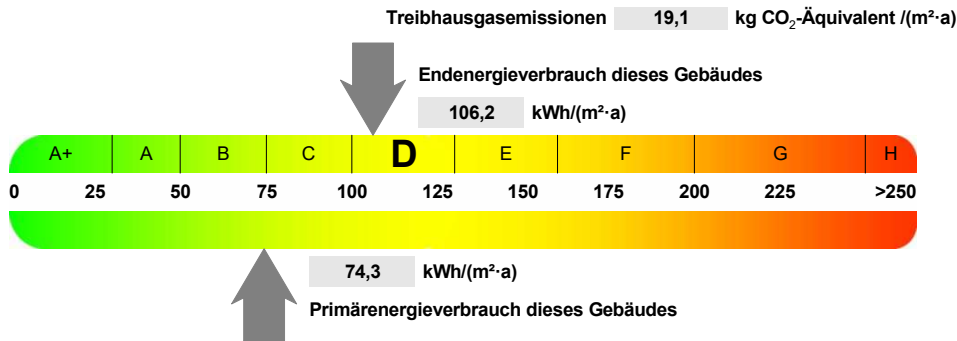 Treibhausgasemissionen 19,1 kg CO₂-Äquivalent /(m²·a)
Endenergieverbrauch dieses Gebäudes
106,2 kWh/(m²·a)
A+ A B C D E F G H
0 25 50 75 100 125 150 175 200 225 >250
74,3 kWh/(m²·a)
Primärenergieverbrauch dieses Gebäudes